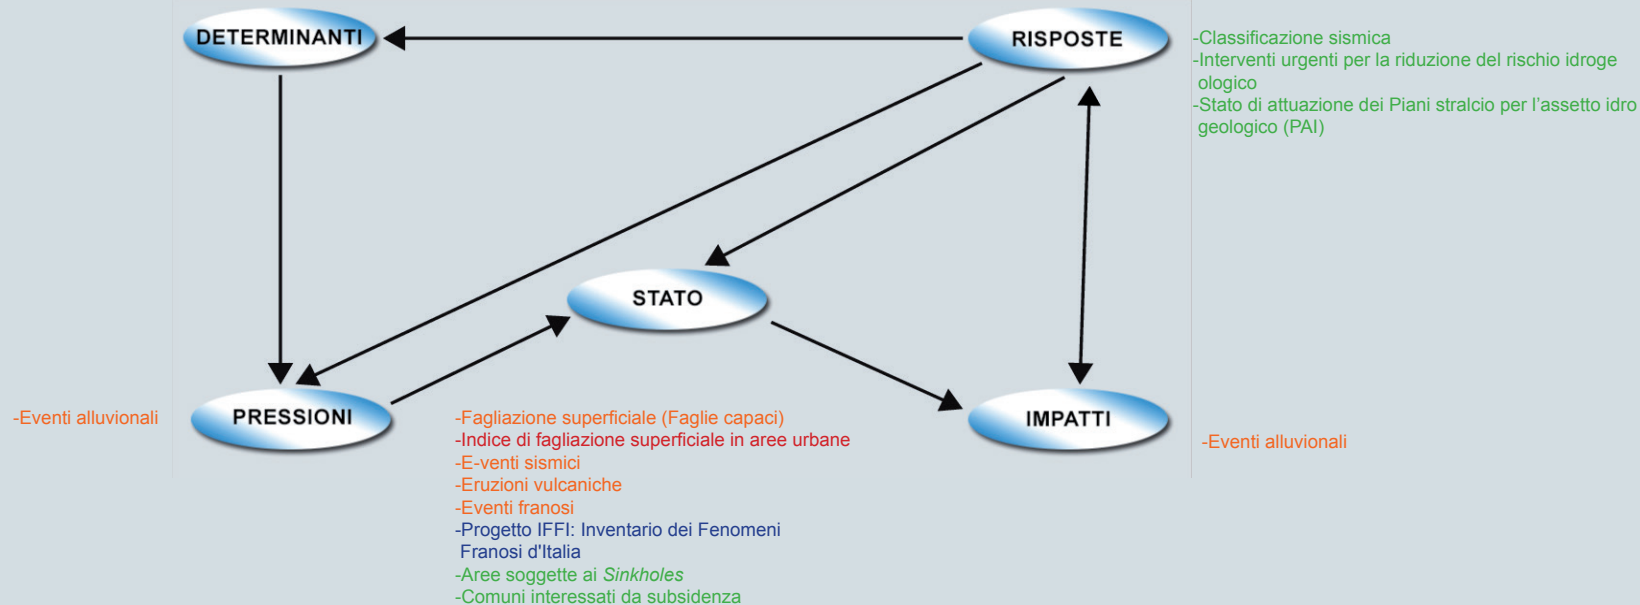 DETERMINANTI
RISPOSTE
-Classificazione sismica
-Interventi urgenti per la riduzione del rischio idroge
ologico
-Stato di attuazione dei Piani stralcio per l'assetto idro
geologico (PAI)
STATO
-Eventi alluvionali
PRESSIONI
-Fagliazione superficiale (Faglie capaci)
-Indice di fagliazione superficiale in aree urbane
-E-venti sismici
-Eruzioni vulcaniche
-Eventi franosi
-Progetto IFFI: Inventario dei Fenomeni
Franosi d'Italia
-Aree soggette ai Sinkholes
-Comuni interessati da subsidenza
IMPATTI
-Eventi alluvionali